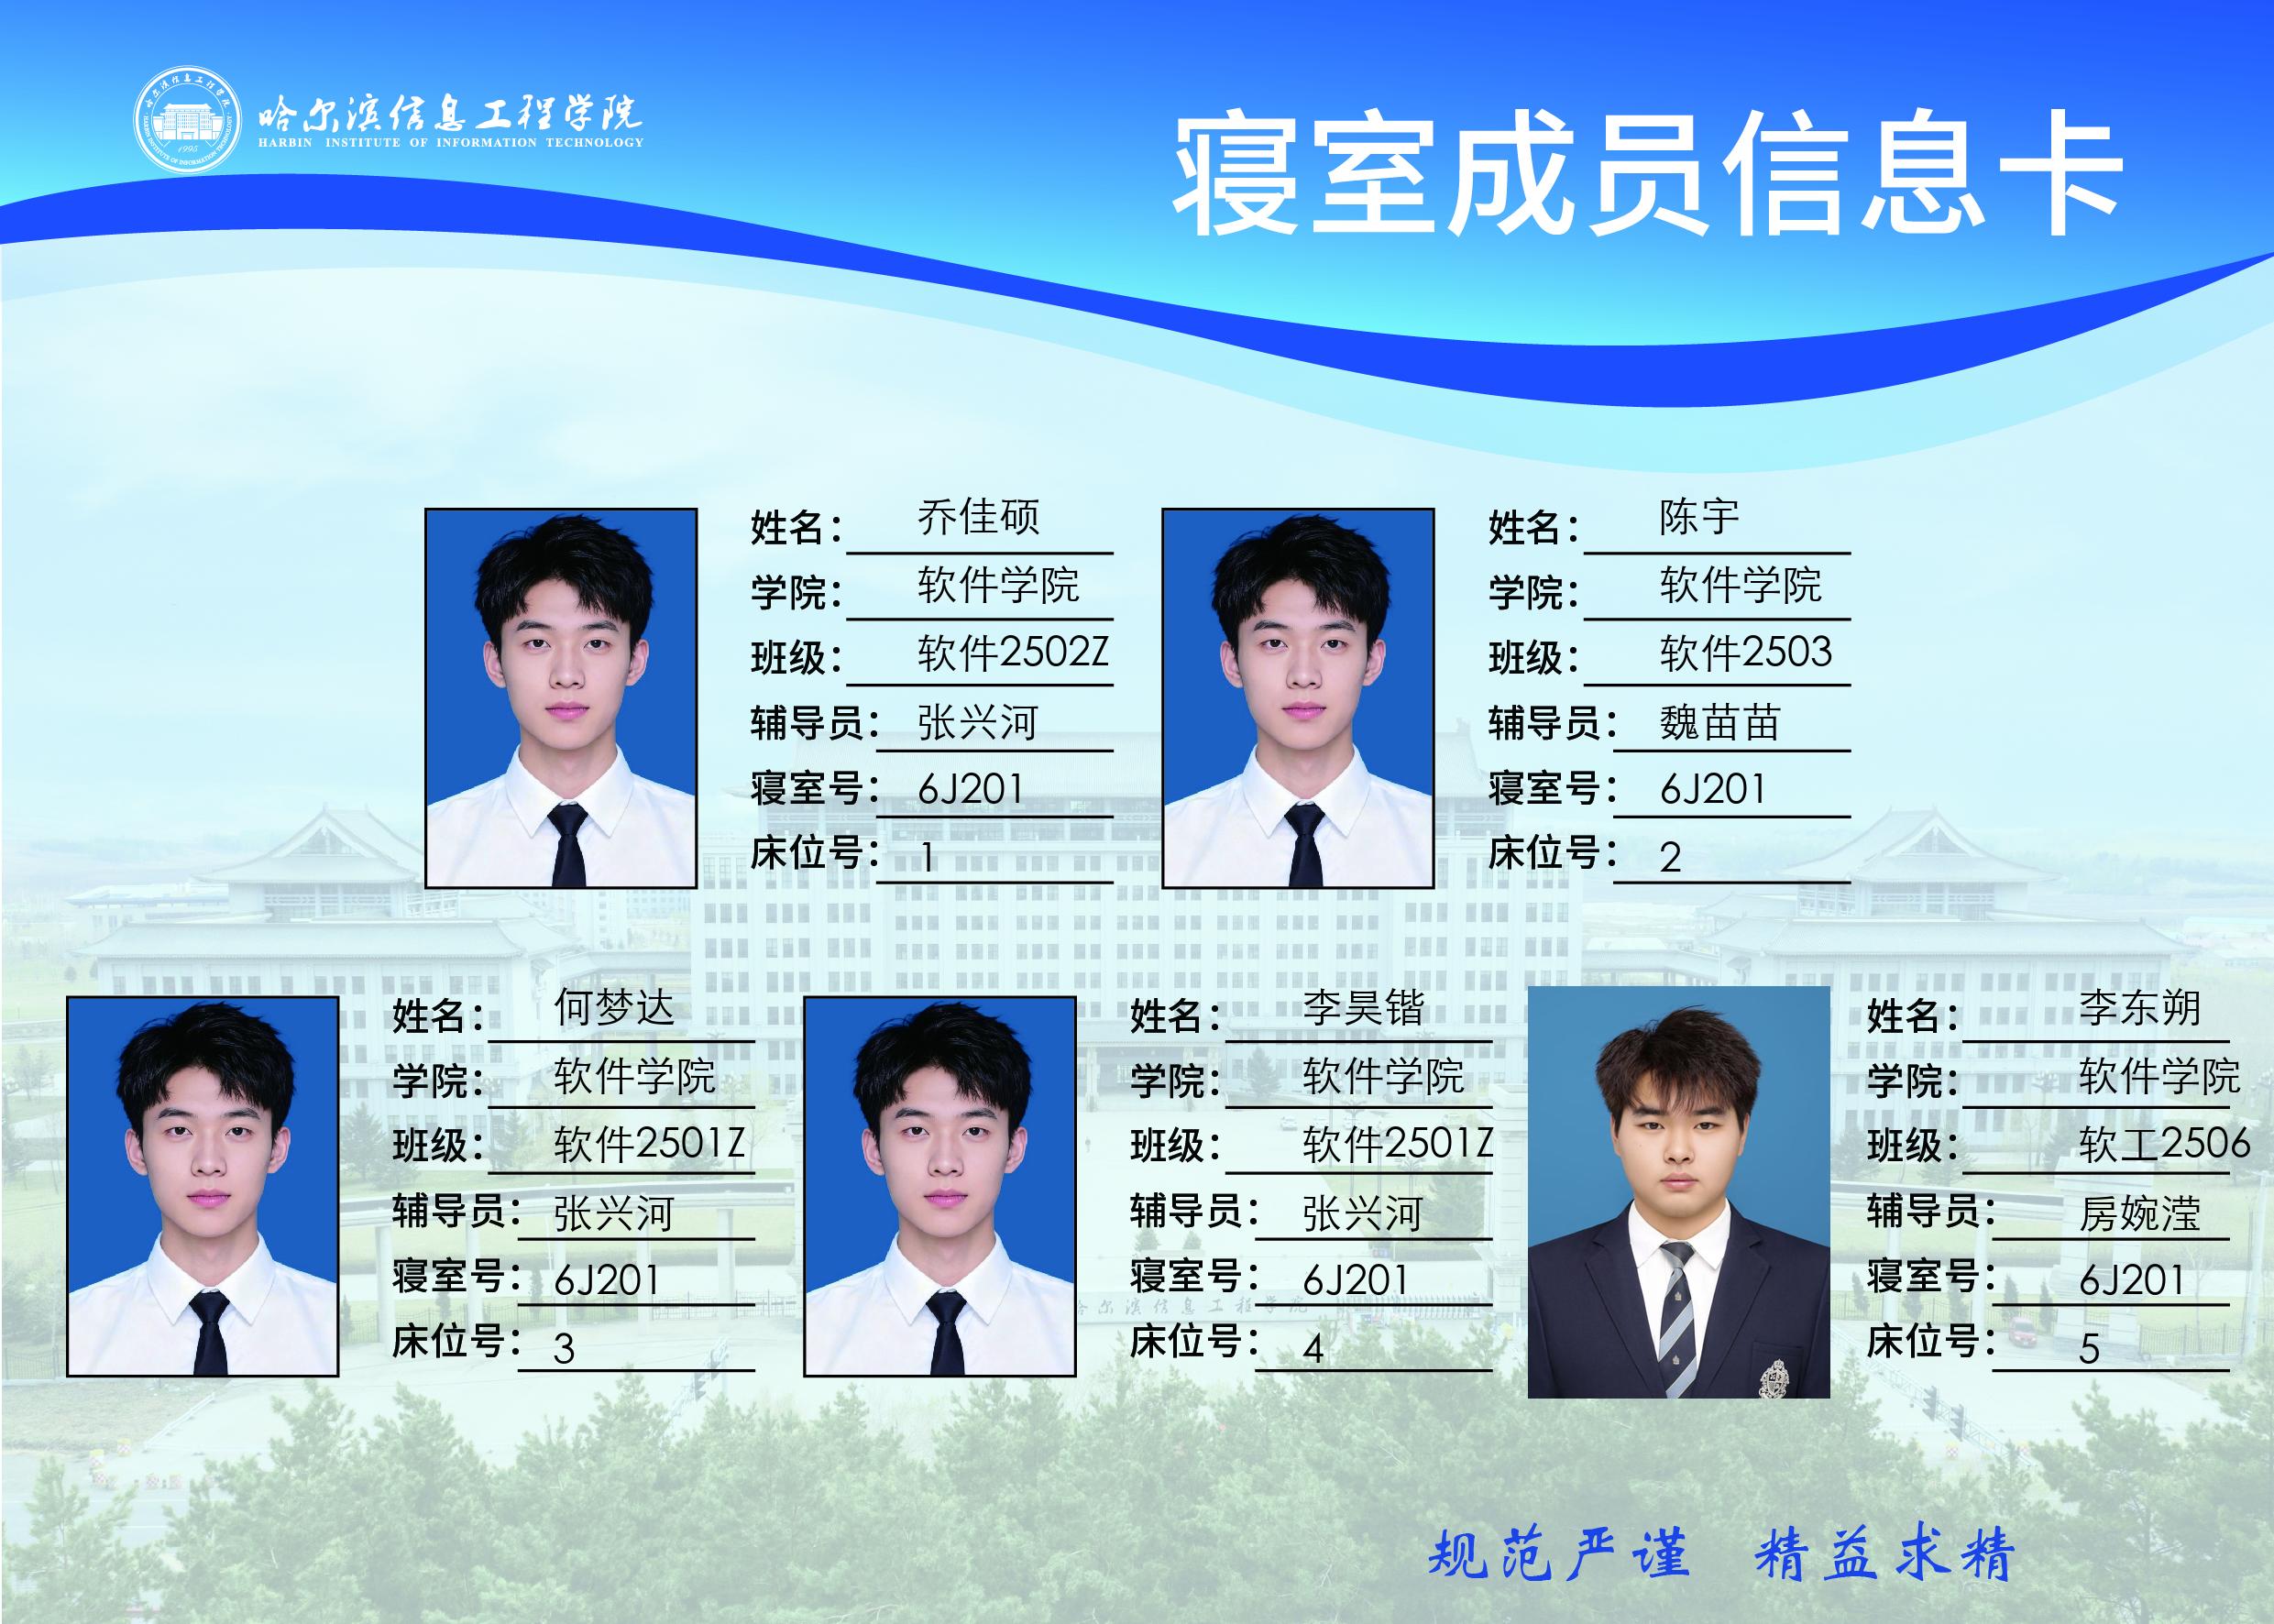 哈尔滨信息工程学院
HARBIN INSTITUTE OF INFORMATION TECHNOLOGY
1995
寝室成员信息卡
姓名：乔佳硕
学院：软件学院
班级：软件2502Z
辅导员：张兴河
寝室号：6J201
床位号：1
姓名：陈宇
学院：软件学院
班级：软件2503
辅导员：魏苗苗
寝室号：6J201
床位号：2
姓名：何梦达
学院：软件学院
班级：软件2501Z
辅导员：张兴河
寝室号：6J201
床位号：3
姓名：李昊锴
学院：软件学院
班级：软件2501Z
辅导员：张兴河
寝室号：6J201
床位号：4
姓名：李东朔
学院：软件学院
班级：软工2506
辅导员：房婉滢
寝室号：6J201
床位号：5
哈尔滨信息工程学院
规范严谨 精益求精